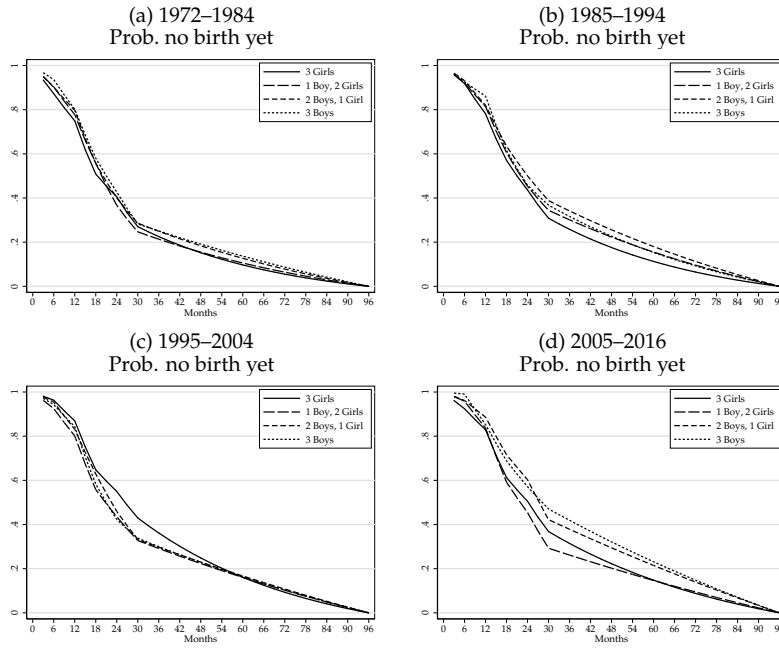 (a) 1972–1984
Prob. no birth yet
3 Girls
1 Boy, 2 Girls
2 Boys, 1 Girl
3 Boys
1
.8
.6
.4
.2
0
0 6 12 18 24 30 36 42 48 54 60 66 72 78 84 90 96
Months
(b) 1985–1994
Prob. no birth yet
3 Girls
1 Boy, 2 Girls
2 Boys, 1 Girl
3 Boys
1
.8
.6
.4
.2
0
0 6 12 18 24 30 36 42 48 54 60 66 72 78 84 90
Months
(c) 1995–2004
Prob. no birth yet
3 Girls
1 Boy, 2 Girls
2 Boys, 1 Girl
3 Boys
1
.8
.6
.4
.2
0
0 6 12 18 24 30 36 42 48 54 60 66 72 78 84 90 96
Months
(d) 2005–2016
Prob. no birth yet
3 Girls
1 Boy, 2 Girls
2 Boys, 1 Girl
3 Boys
1
.8
.6
.4
.2
0
0 6 12 18 24 30 36 42 48 54 60 66 72 78 84 90
Months